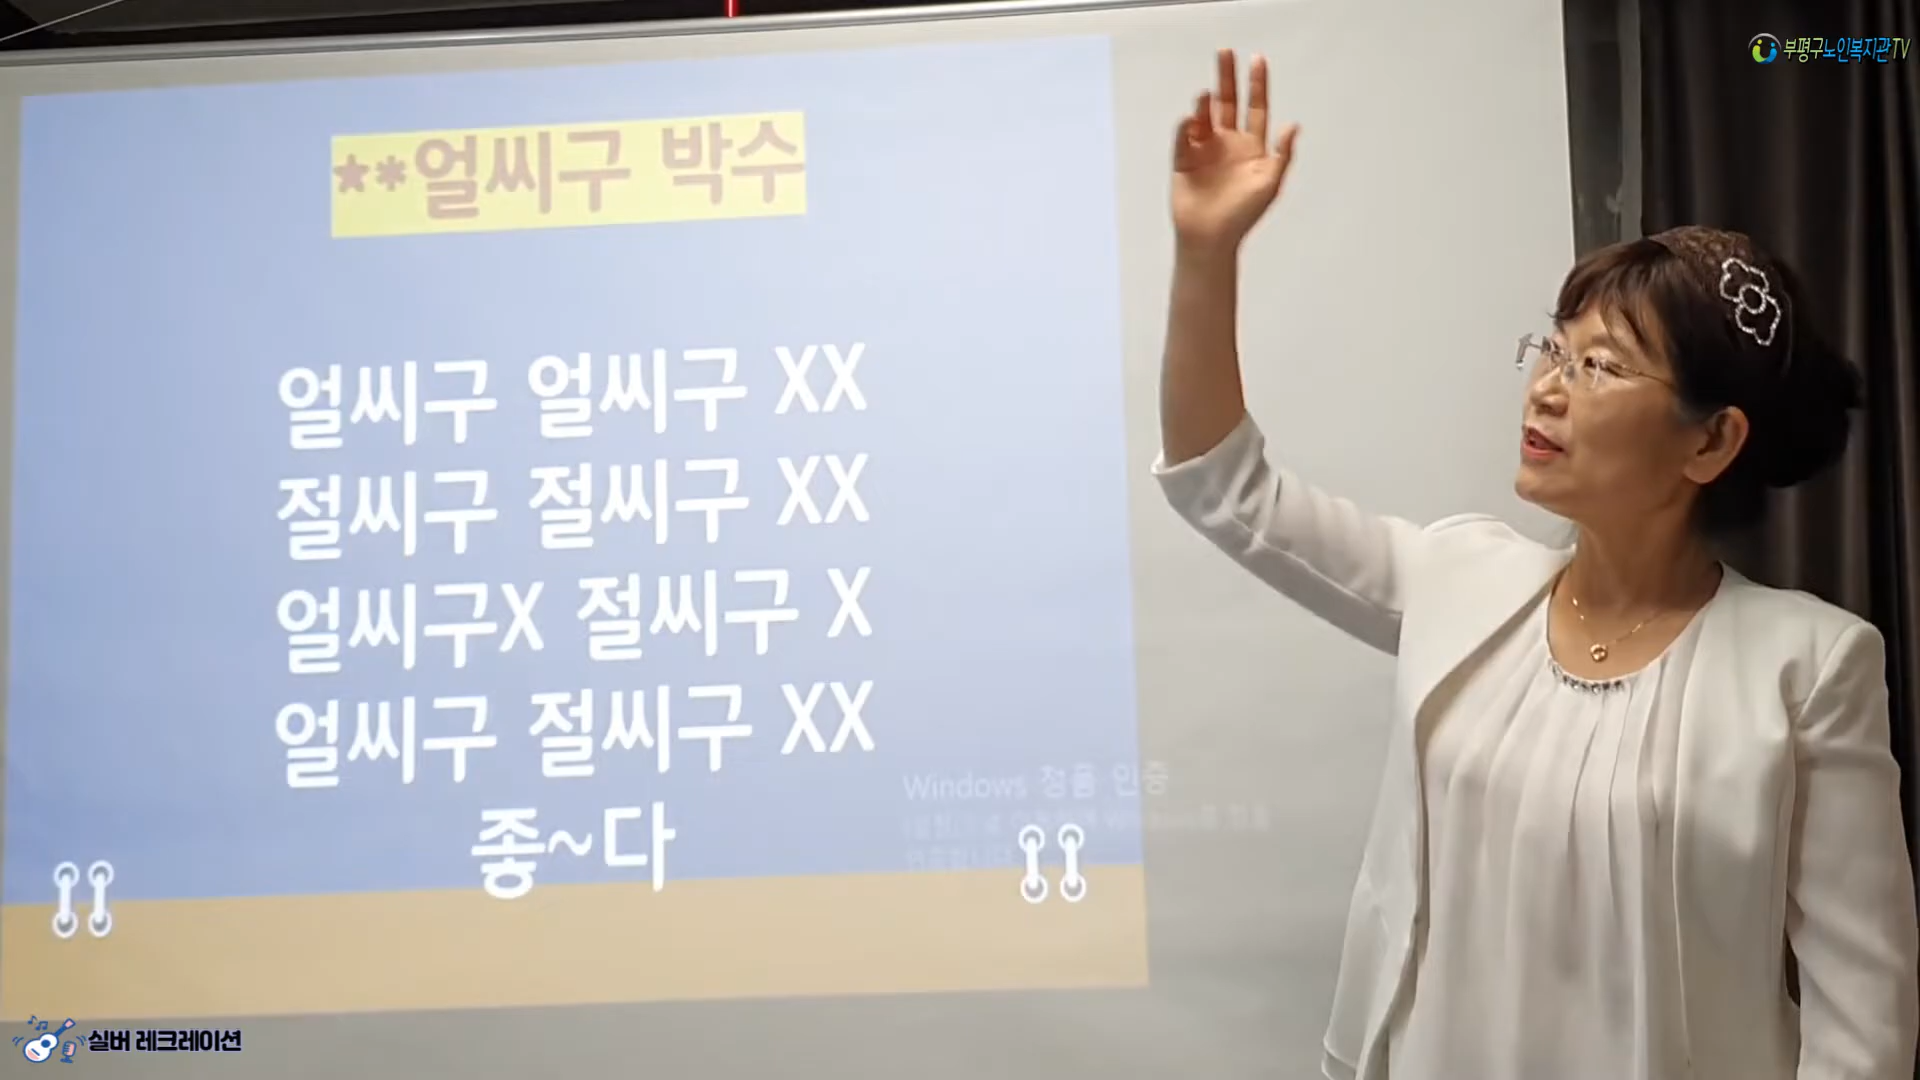 부평구노인복지관TV
**얼씨구 박수
얼씨구 얼씨구 XX
절씨구 절씨구 XX
얼씨구X 절씨구 X
얼씨구 절씨구 XX
좋~다
Windows 정품 인증
실버 레크레이션